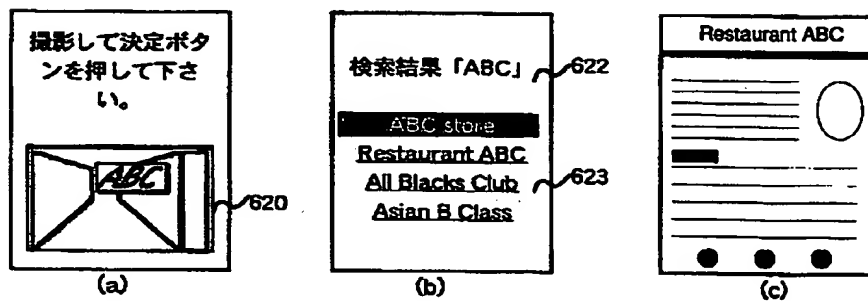 撮影して決定ボタ
ンを押して下さ
い。
ABC
620
(a)
検索結果「ABC」
622
ABC store
Restaurant ABC
All Blacks Club
623
Asian B Class
(b)
Restaurant ABC
(c)